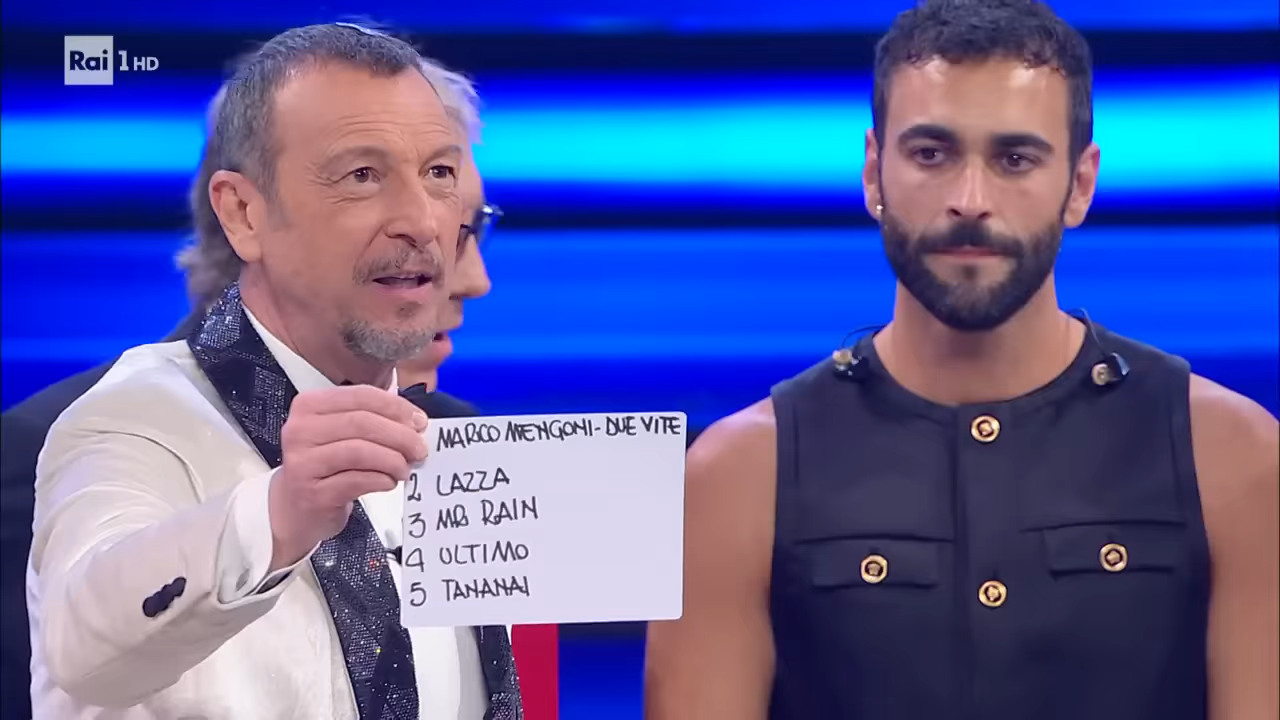 Rai 1 HD
MARCO MENGONI - DUE VITE
2 LAZZA
3 MR RAIN
4 ULTIMO
5 TANANAI